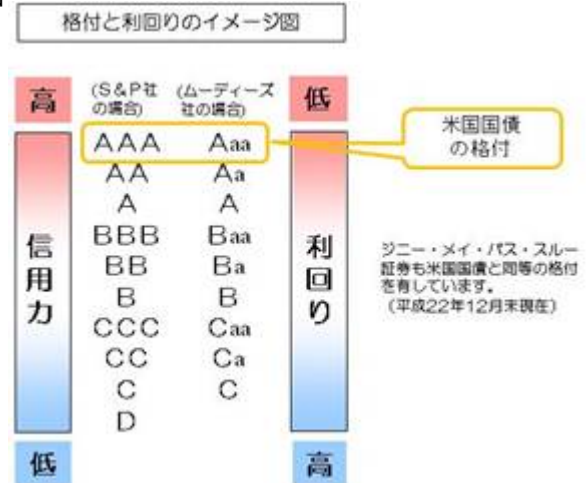 格付と利回りのイメージ図
高
(S&P社の場合)
(ムーディーズ社の場合)
低
AAA Aaa
AA Aa
A A
BBB Baa
BB Ba
B B
CCC Caa
CC Ca
C C
D
信用力
利回り
低
高
米国国債
の格付
ジニー・メイ・パス・スルー
証券も米国国債と同等の格付
を有しています。
(平成22年12月末現在)